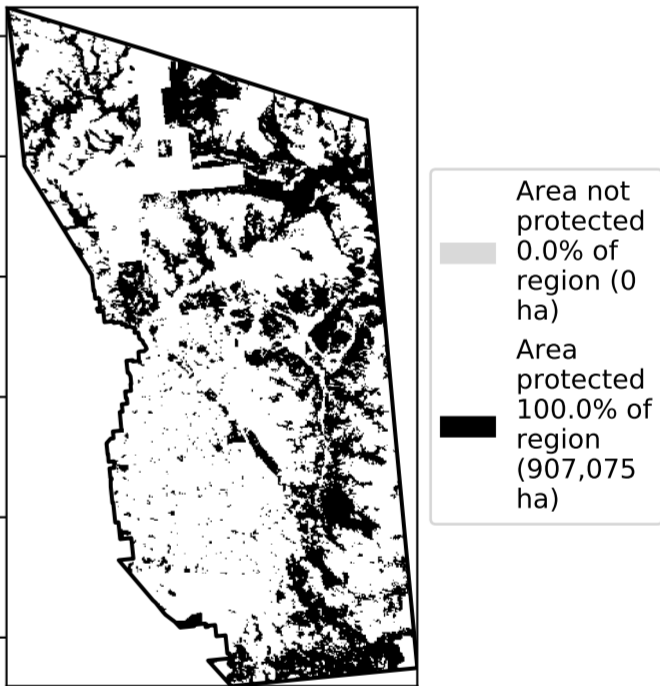 Area not
protected
0.0% of
region (0
ha)
Area
protected
100.0% of
region
(907,075
ha)